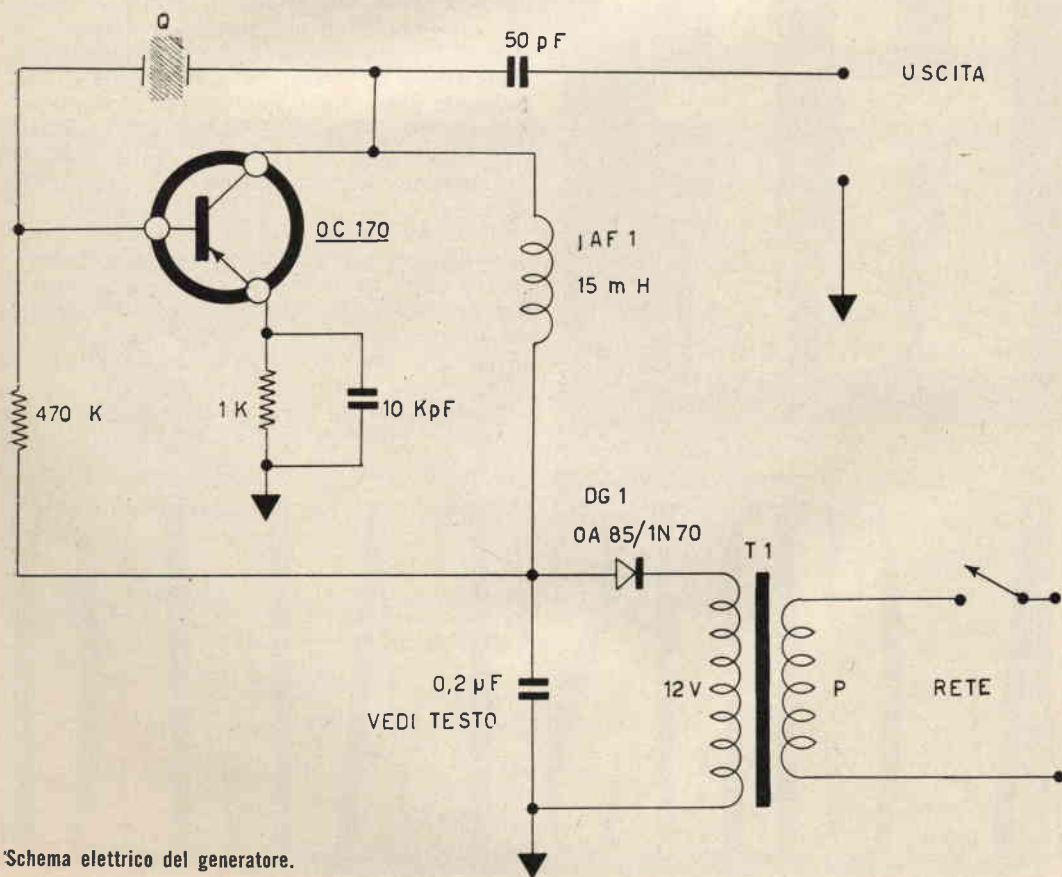 Q
50 pF
USCITA
OC 170
JAF 1
15 mH
470 K
1 K
10 KpF
DG 1
OA 85/1N 70
T 1
0,2 µF
VEDI TESTO
12 V
P
RETE
Schema elettrico del generatore.